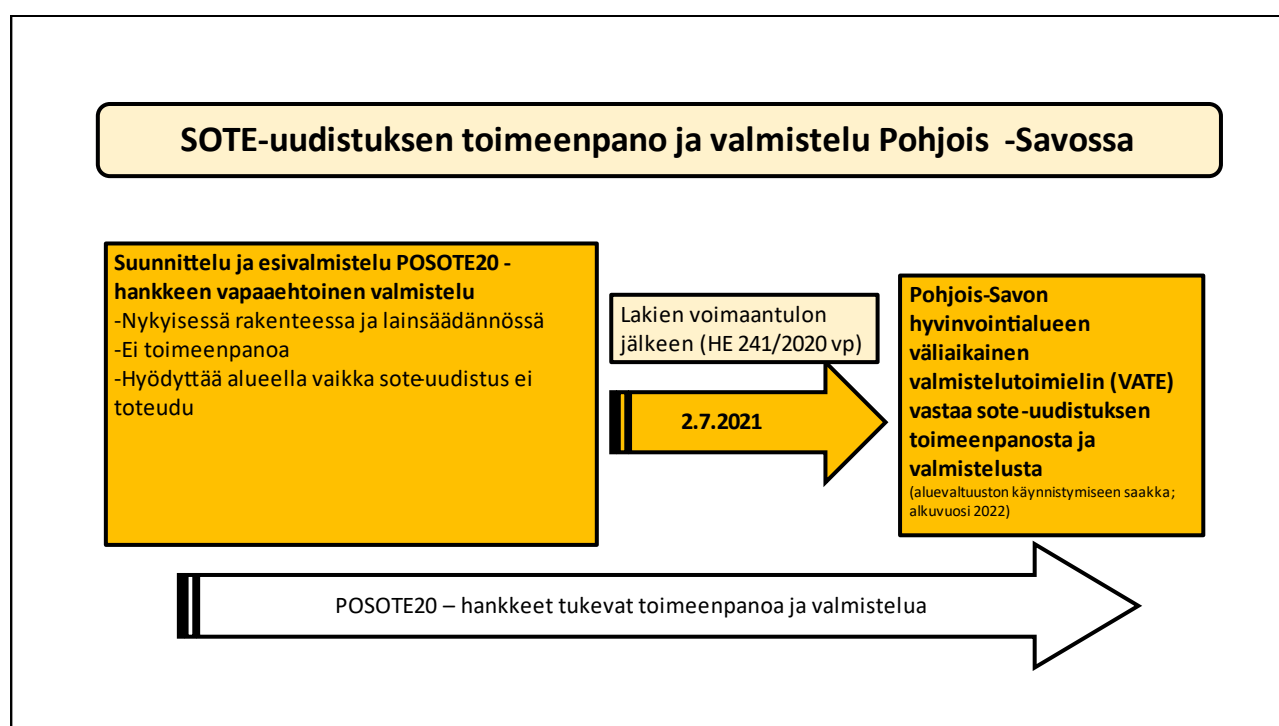 SOTE-uudistuksen toimeenpano ja valmistelu Pohjois -Savossa
Suunnittelu ja esivalmistelu POSOTE20 -
hankkeen vapaaehtoinen valmistelu
-Nykyisessä rakenteessa ja lainsäädännössä
-Ei toimeenpanoa
-Hyödyttää alueella vaikka sote-uudistus ei
toteudu
Lakien voimaantulon
jälkeen (HE 241/2020 vp)
2.7.2021
Pohjois-Savon
hyvinvointialueen
väliaikainen
valmistelutoimielin (VATE)
vastaa sote-uudistuksen
toimeenpanosta ja
valmistelusta
(aluevaltuuston käynnistymiseen saakka;
alkuvuosi 2022)
POSOTE20 – hankkeet tukevat toimeenpanoa ja valmistelua